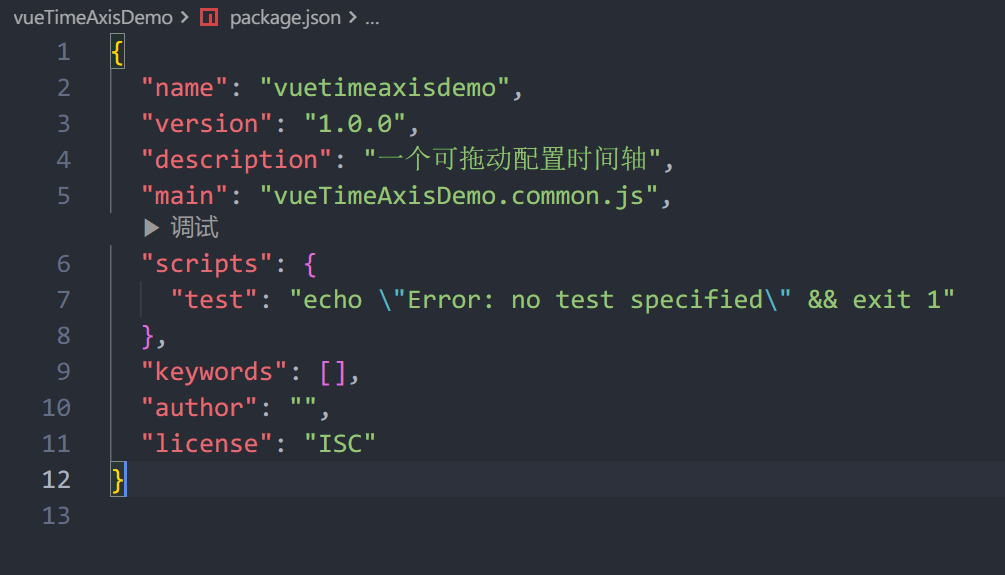 vueTimeAxisDemo > package.json > ...
1 {
2 "name": "vuetimeaxisdemo",
3 "version": "1.0.0",
4 "description": "一个可拖动配置时间轴",
5 "main": "vueTimeAxisDemo.common.js",
▶ 调试
6 "scripts": {
7 "test": "echo \"Error: no test specified\" && exit 1"
8 },
9 "keywords": [],
10 "author": "",
11 "license": "ISC"
12 }
13